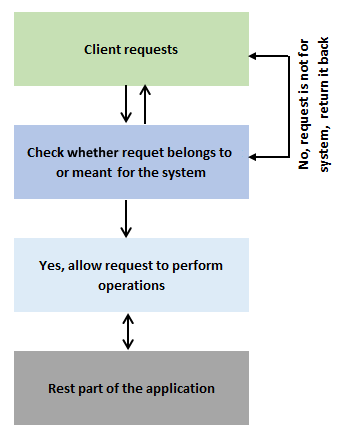 Client requests
No, request is not for
system,  return it back
Check whether requet belongs to
or meant for the system
Yes, allow request to perform
operations
Rest part of the application